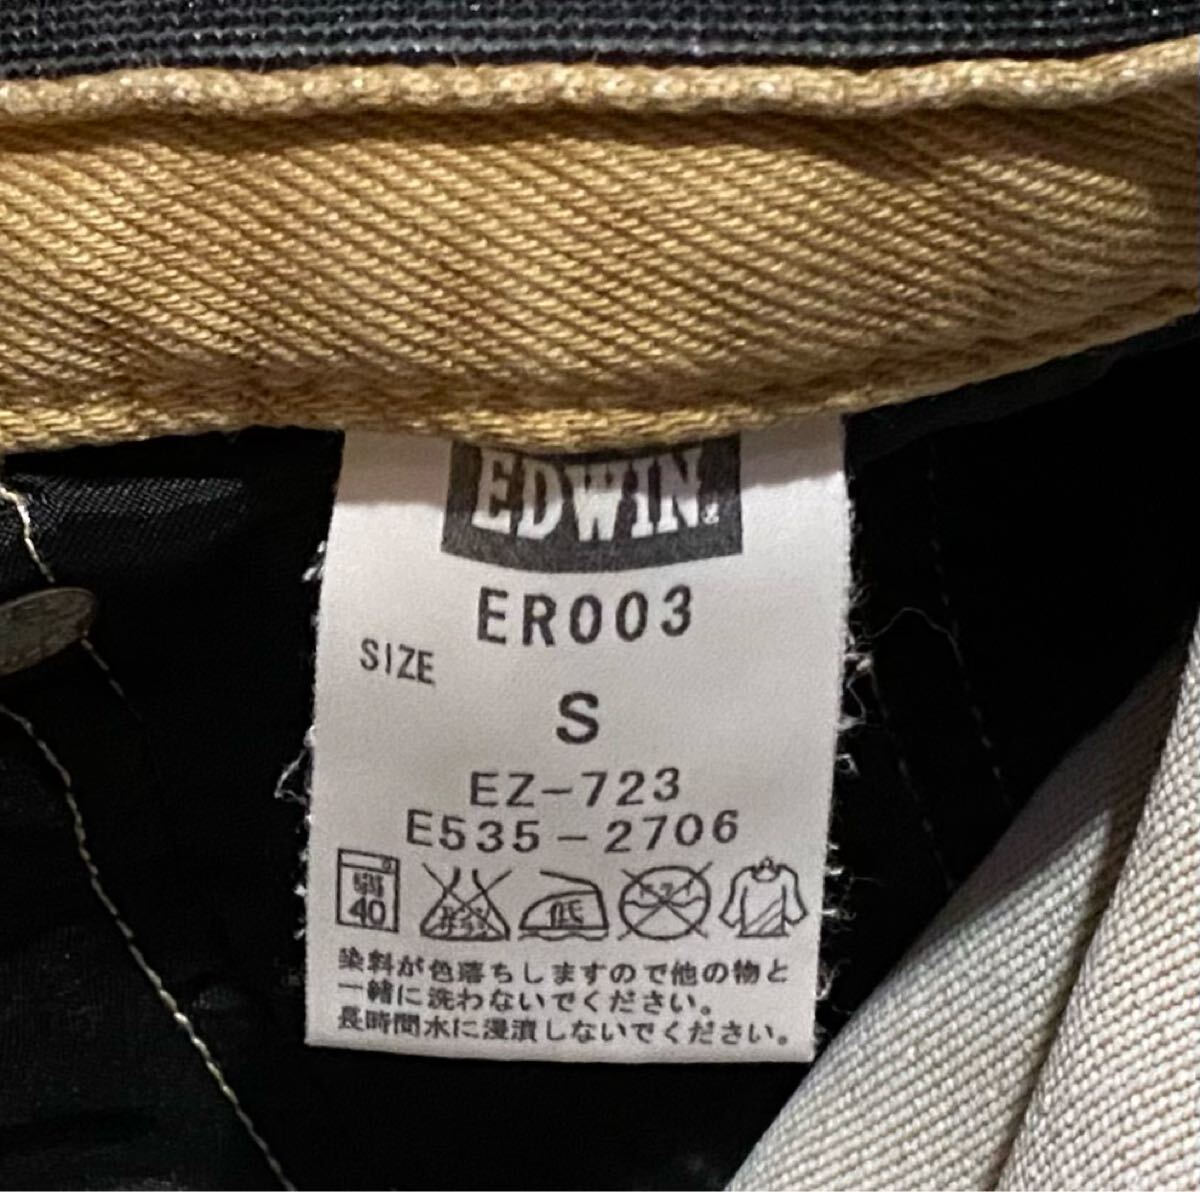 EDWIN
ER003
SIZE
S
EZ-723
E535-2706
40
低
染料が色落ちしますので他の物と
一緒に洗わないでください。
長時間水に浸漬しないでください。